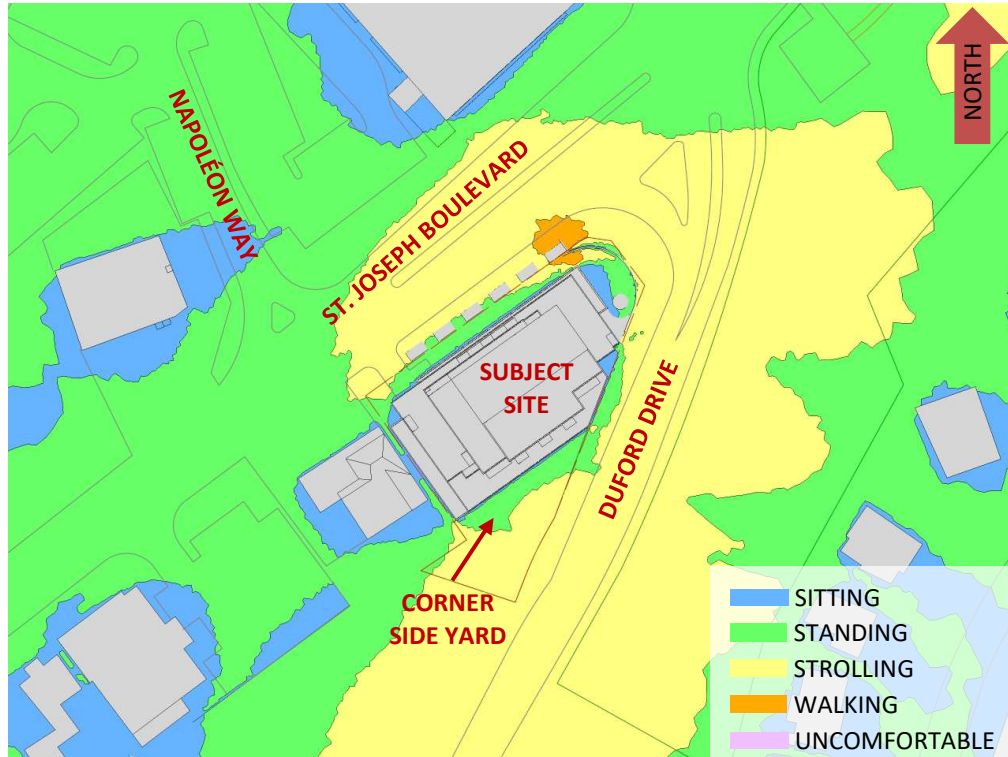 NORTH
NAPOLÉON WAY
ST. JOSEPH BOULEVARD
SUBJECT
SITE
DUFORD DRIVE
CORNER
SIDE YARD
SITTING
STANDING
STROLLING
WALKING
UNCOMFORTABLE